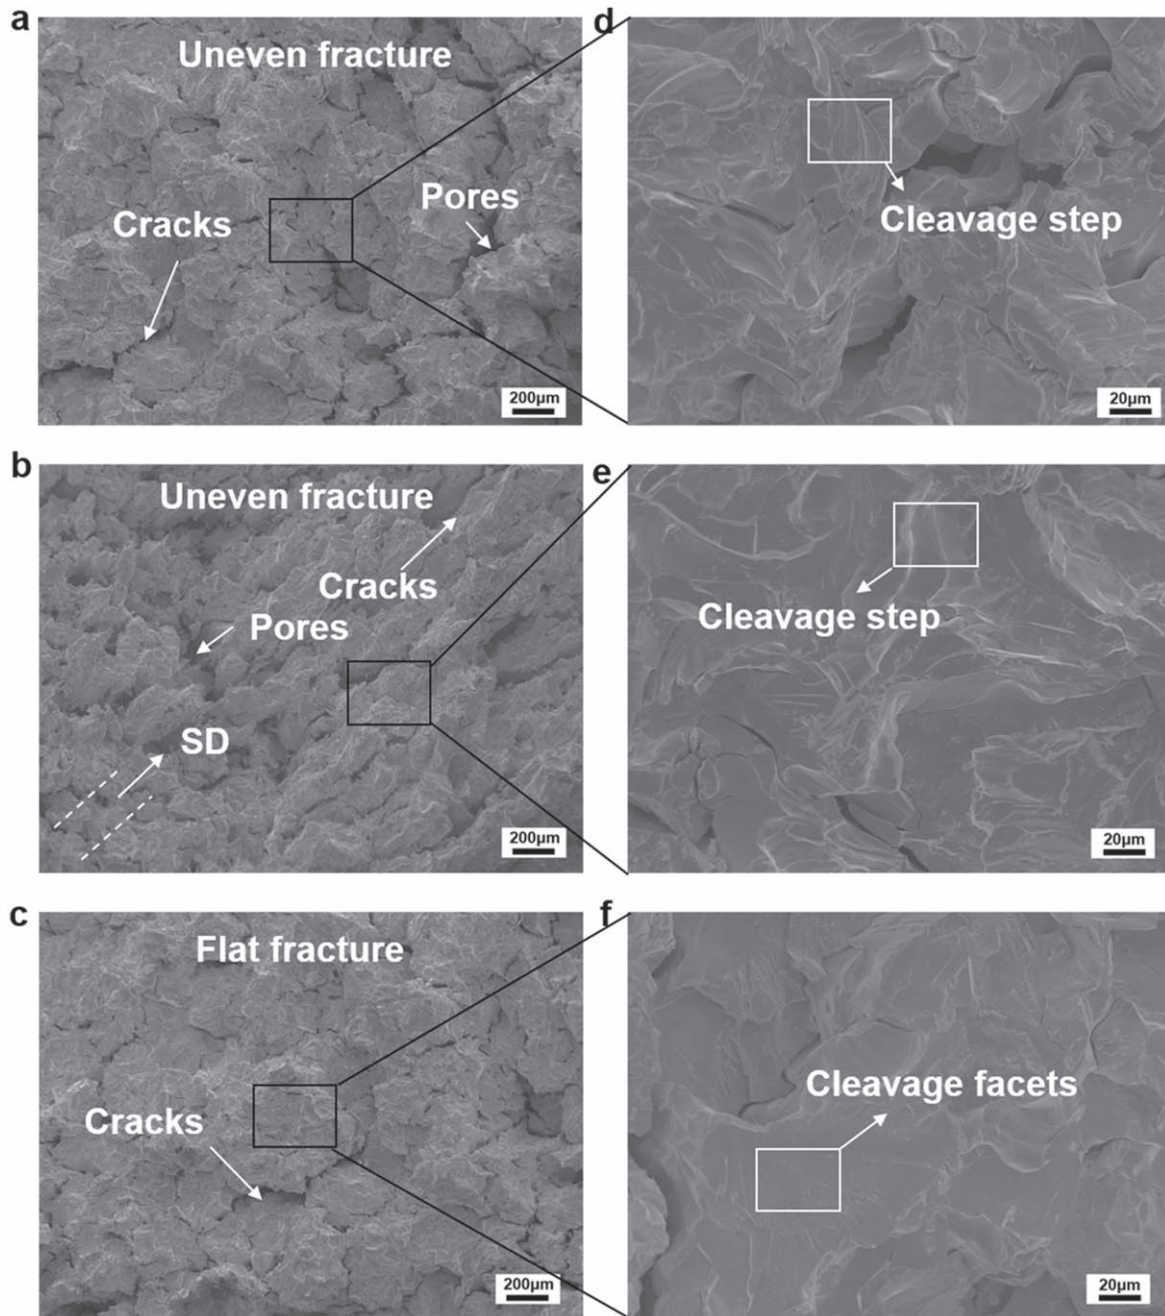 a
Uneven fracture
Cracks
Pores
200μm
d
Cleavage step
20μm
b
Uneven fracture
Cracks
Pores
SD
200μm
e
Cleavage step
20μm
c
Flat fracture
Cracks
200μm
f
Cleavage facets
20μm